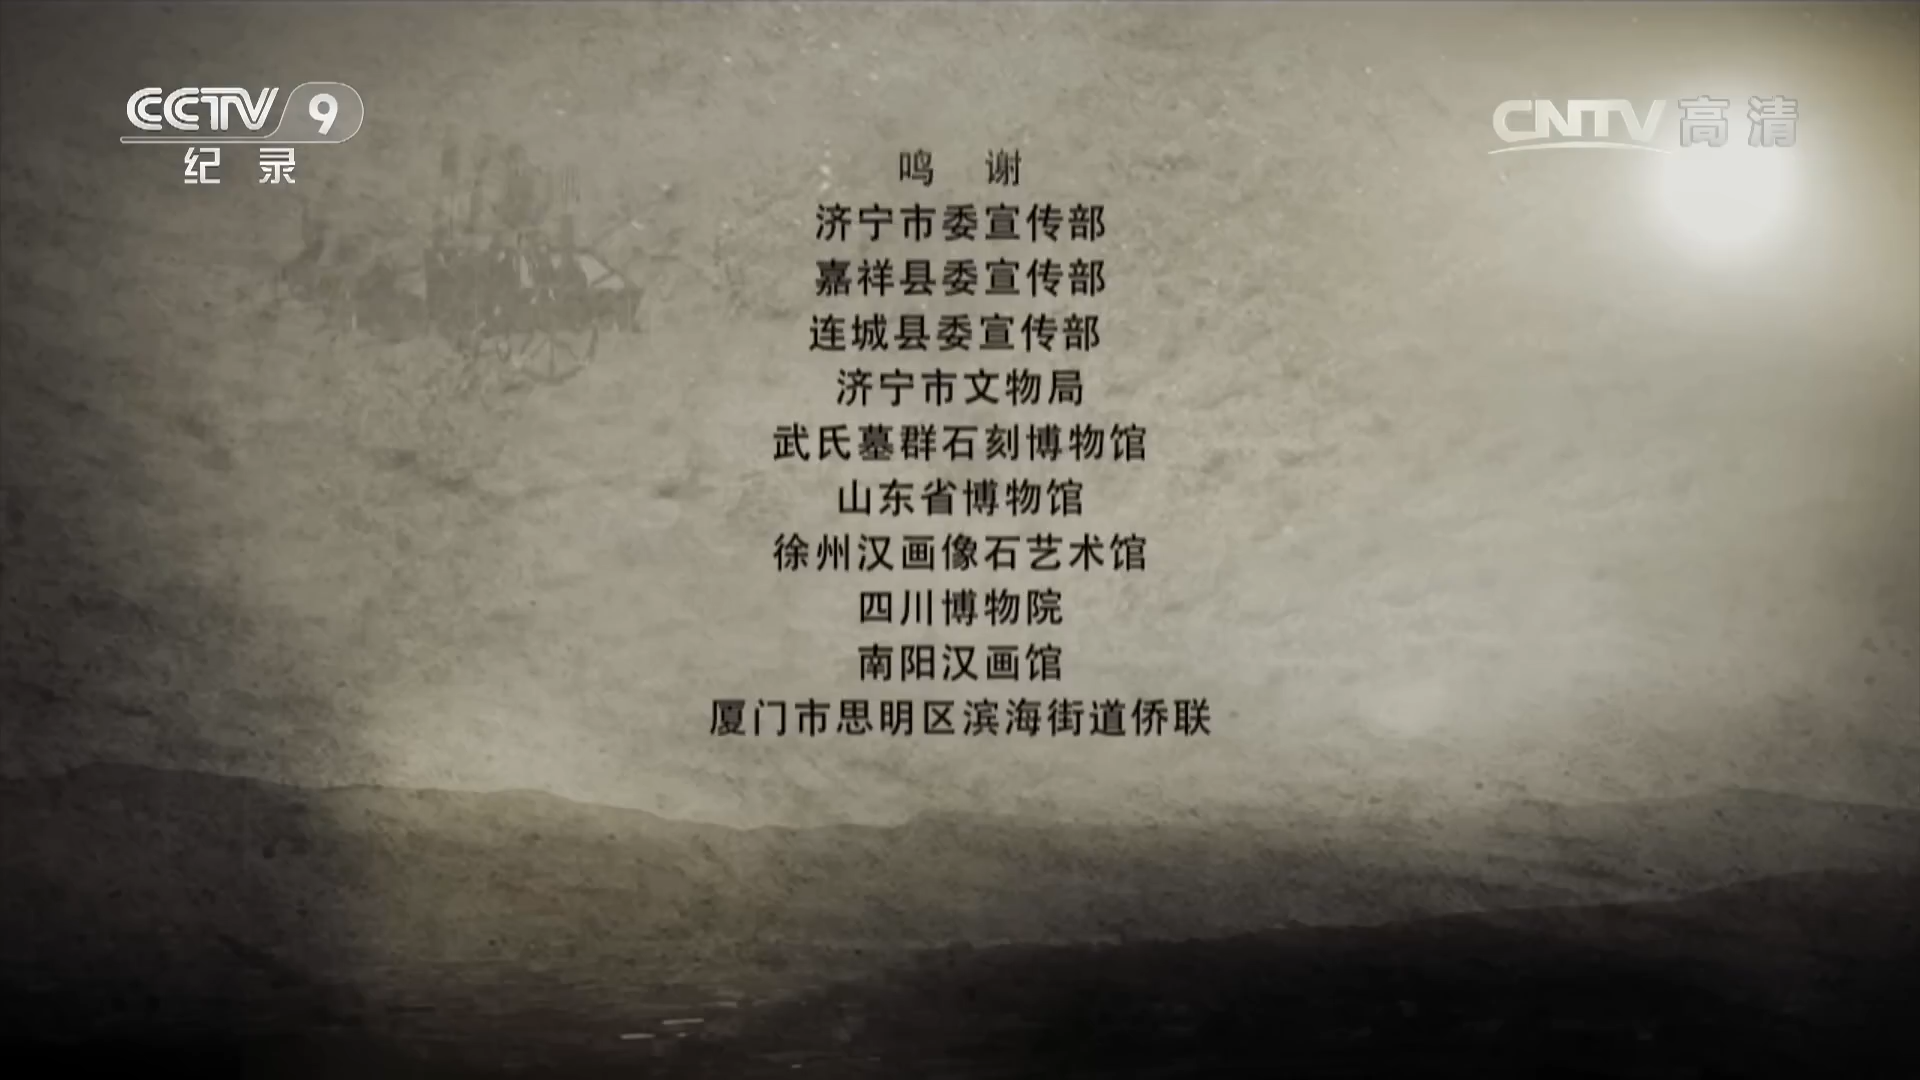 CCTV 9
纪录
CNTV 高清
鸣 谢
济宁市委宣传部
嘉祥县委宣传部
连城县委宣传部
济宁市文物局
武氏墓群石刻博物馆
山东省博物馆
徐州汉画像石艺术馆
四川博物院
南阳汉画馆
厦门市思明区滨海街道侨联